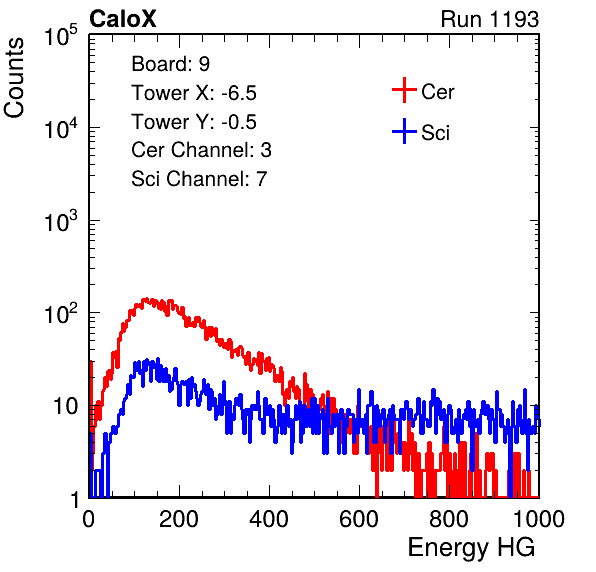 CaloX Run 1193
Counts
Board: 9
Tower X: -6.5
Tower Y: -0.5
Cer Channel: 3
Sci Channel: 7
Cer
Sci
10^5
10^4
10^3
10^2
10
1
0 200 400 600 800 1000
Energy HG